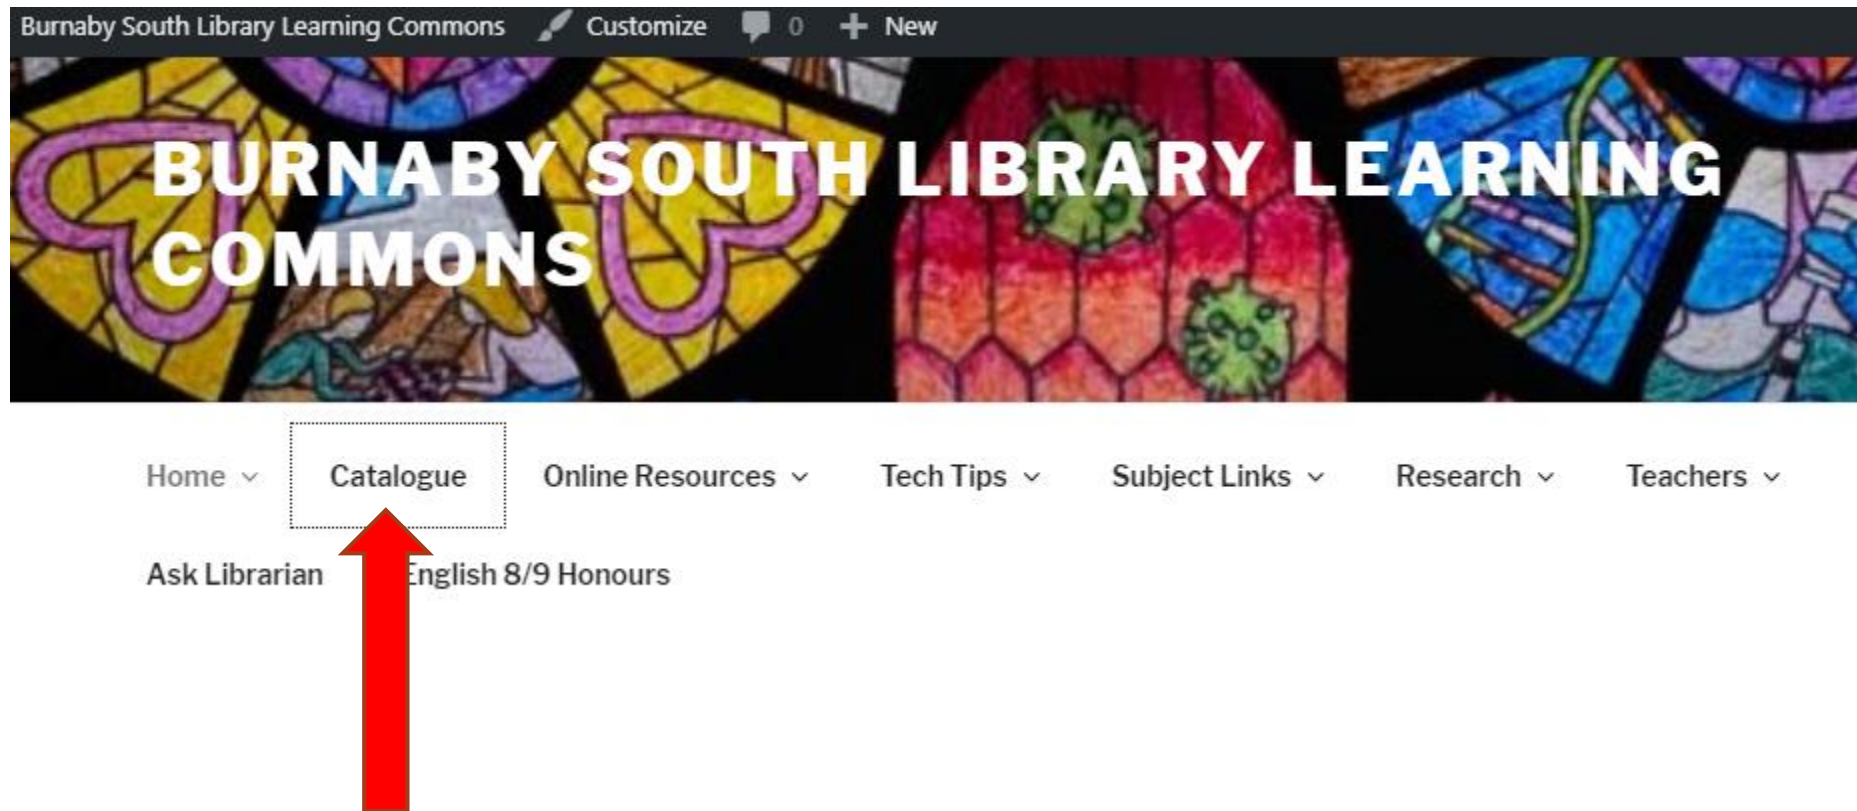 Burnaby South Library Learning Commons Customize 0 New
BURNABY SOUTH LIBRARY LEARNING
COMMONS
Home Catalogue Online Resources Tech Tips Subject Links Research Teachers
Ask Librarian English 8/9 Honours